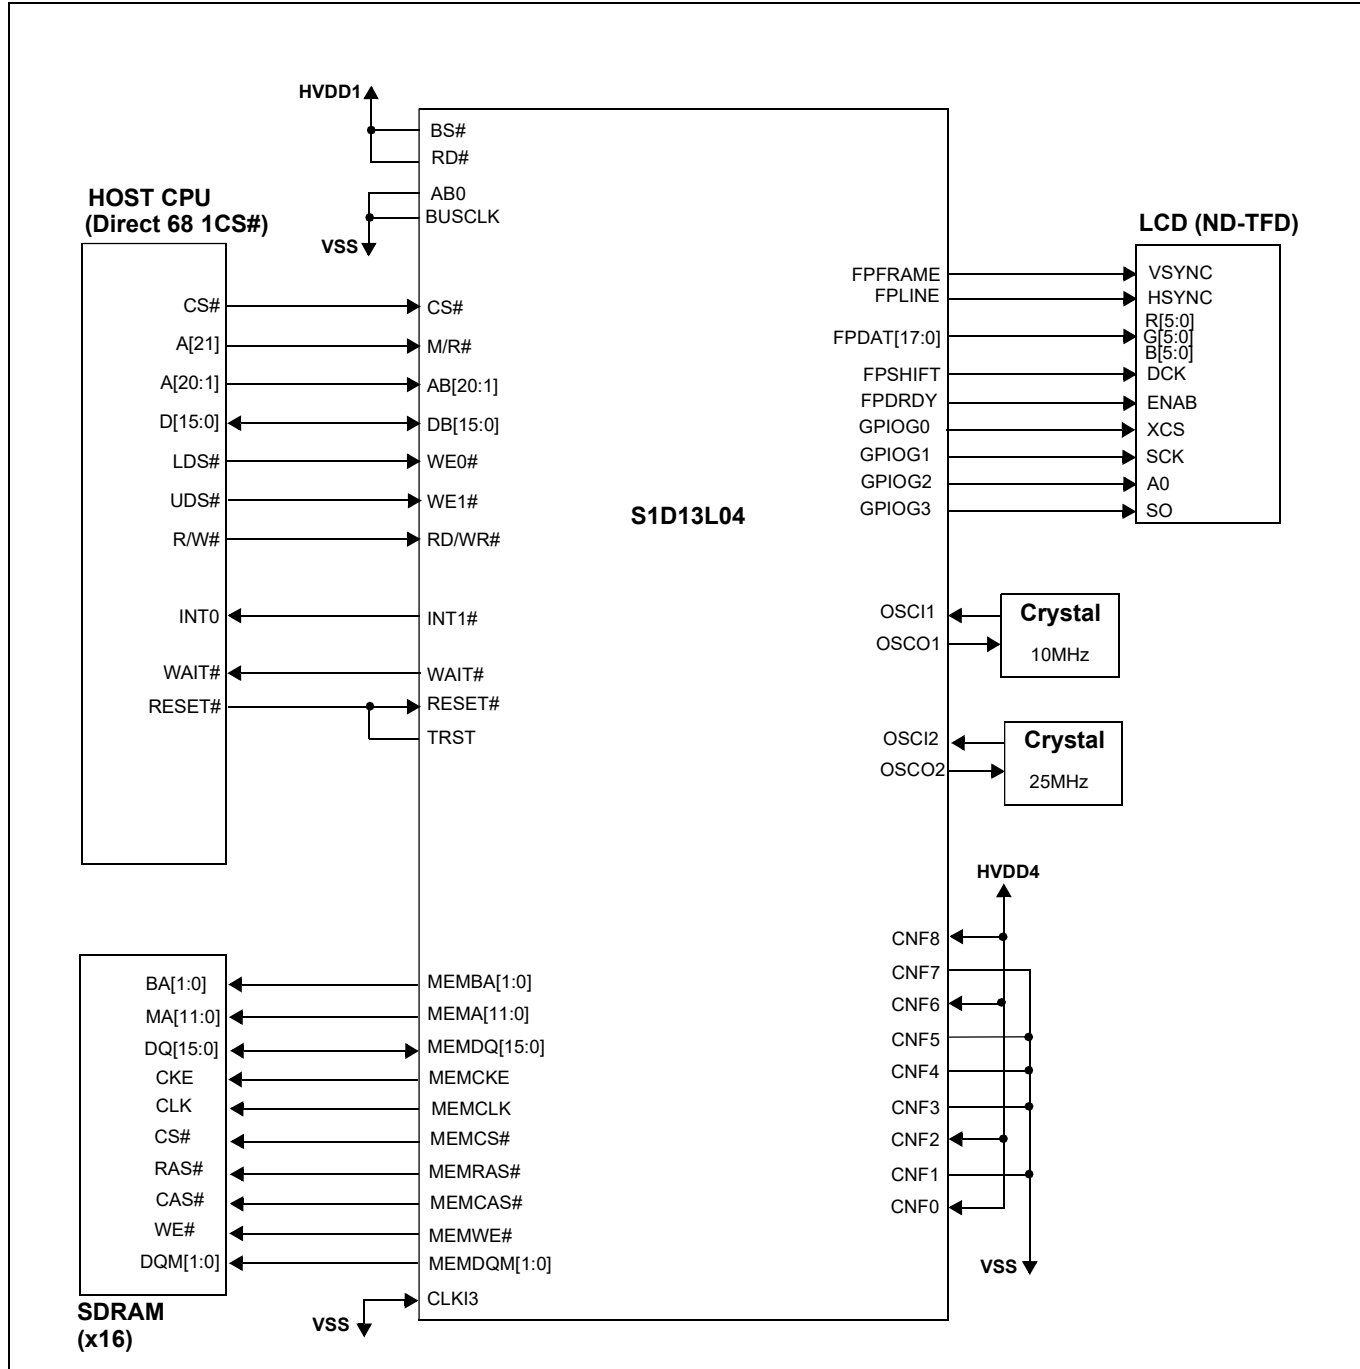 HVDD1
BS#
RD#
AB0
BUSCLK
VSS
HOST CPU
(Direct 68 1CS#)
CS#
A[21]
A[20:1]
D[15:0]
LDS#
UDS#
R/W#
INT0
WAIT#
RESET#
CS#
M/R#
AB[20:1]
DB[15:0]
WE0#
WE1#
RD/WR#
INT1#
WAIT#
RESET#
TRST
S1D13L04
FPFRAME
FPLINE
FPDAT[17:0]
FPSHIFT
FPDRDY
GPIOG0
GPIOG1
GPIOG2
GPIOG3
LCD (ND-TFD)
VSYNC
HSYNC
R[5:0]
G[5:0]
B[5:0]
DCK
ENAB
XCS
SCK
A0
SO
OSCI1
OSCO1
Crystal
10MHz
OSCI2
OSCO2
Crystal
25MHz
HVDD4
CNF8
CNF7
CNF6
CNF5
CNF4
CNF3
CNF2
CNF1
CNF0
VSS
BA[1:0]
MA[11:0]
DQ[15:0]
CKE
CLK
CS#
RAS#
CAS#
WE#
DQM[1:0]
SDRAM
(x16)
MEMBA[1:0]
MEMA[11:0]
MEMDQ[15:0]
MEMCKE
MEMCLK
MEMCS#
MEMRAS#
MEMCAS#
MEMWE#
MEMDQM[1:0]
CLKI3
VSS